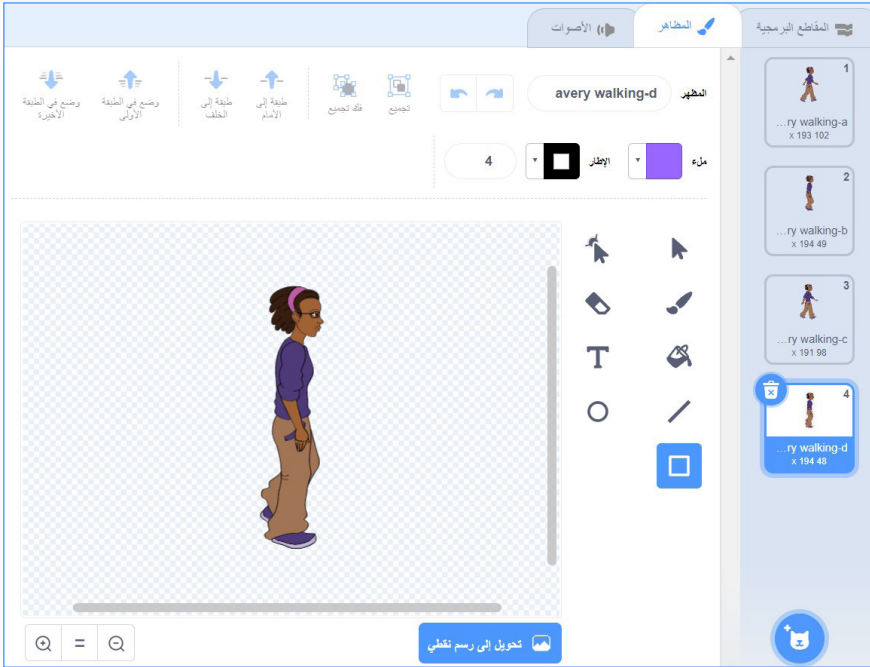 المقاطع البرمجية
المظاهر
الأصوات
1
...ry walking-a
193 x 102
2
...ry walking-b
194 x 49
3
...ry walking-c
191 x 98
4
...ry walking-d
194 x 48
المظهر
avery walking-d
تجميع
فك تجميع
طبقة إلى
الأمام
طبقة إلى
الخلف
وضع في الطبقة
الأولى
وضع في الطبقة
الأخيرة
ملء
الإطار
4
T
تحويل إلى رسم نقطي